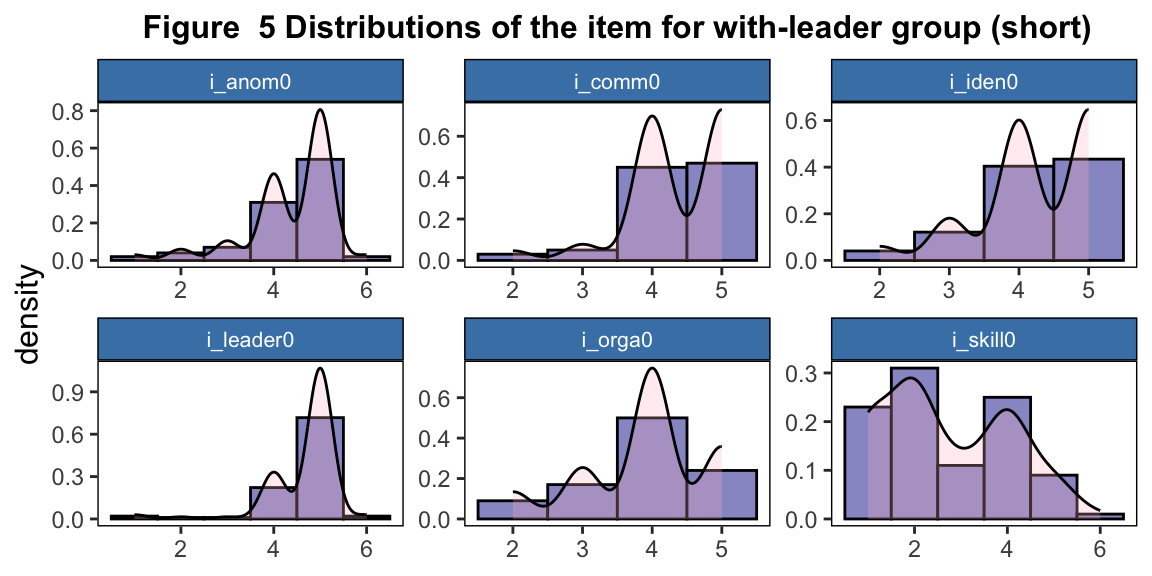 Figure  5 Distributions of the item for with-leader group (short)
i_anom0
i_comm0
i_iden0
0.8
0.6
0.4
0.2
0.0
2 4 6
0.6
0.4
0.2
0.0
2 3 4 5
0.6
0.4
0.2
0.0
2 3 4 5
density
i_leader0
i_orga0
i_skill0
0.9
0.6
0.3
0.0
2 4 6
0.6
0.4
0.2
0.0
2 3 4 5
0.3
0.2
0.1
0.0
2 4 6